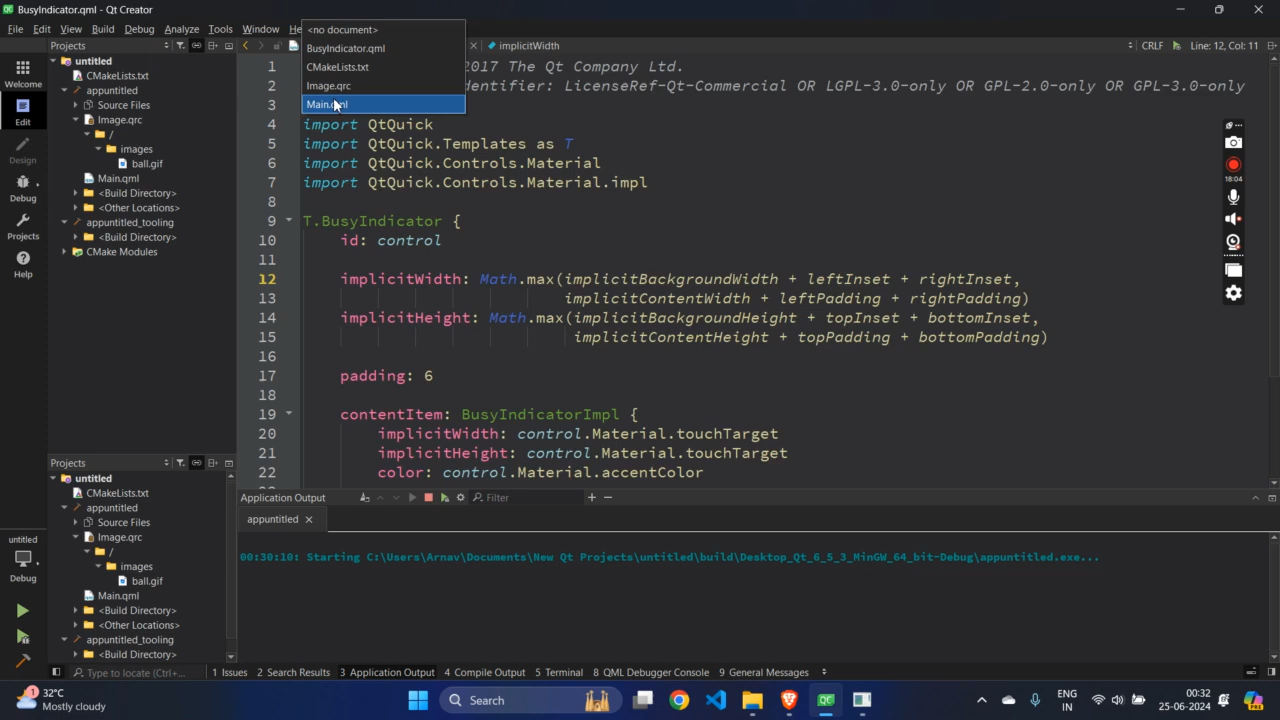 BusyIndicator.qml - Qt Creator
File Edit View Build Debug Analyze Tools Window He
Projects
<no document>
BusyIndicator.qml
CMakeLists.txt
Image.qrc
Main.qml
implicitWidth
CRLF
Line: 12, Col: 11
Welcome
Edit
Design
Debug
Projects
Help
untitled
Debug
untitled
CMakeLists.txt
appuntitled
Source Files
Image.qrc
/
images
ball.gif
Main.qml
<Build Directory>
<Other Locations>
appuntitled_tooling
<Build Directory>
CMake Modules
Projects
untitled
CMakeLists.txt
appuntitled
Source Files
Image.qrc
/
images
ball.gif
Main.qml
<Build Directory>
<Other Locations>
appuntitled_tooling
<Build Directory>
1 2017 The Qt Company Ltd.
2 entifier: LicenseRef-Qt-Commercial OR LGPL-3.0-only OR GPL-2.0-only OR GPL-3.0-only
3
4 import QtQuick
5 import QtQuick.Templates as T
6 import QtQuick.Controls.Material
7 import QtQuick.Controls.Material.impl
8
9 T.BusyIndicator {
10 id: control
11
12 implicitWidth: Math.max(implicitBackgroundWidth + leftInset + rightInset,
13 implicitContentWidth + leftPadding + rightPadding)
14 implicitHeight: Math.max(implicitBackgroundHeight + topInset + bottomInset,
15 implicitContentHeight + topPadding + bottomPadding)
16
17 padding: 6
18
19 contentItem: BusyIndicatorImpl {
20 implicitWidth: control.Material.touchTarget
21 implicitHeight: control.Material.touchTarget
22 color: control.Material.accentColor
18:04
Application Output
Filter
appuntitled
00:30:10: Starting C:\Users\Arnav\Documents\New Qt Projects\untitled\build\Desktop_Qt_6_5_3_MinGW_64_bit-Debug\appuntitled.exe...
Type to locate (Ctrl+...)
1 Issues 2 Search Results 3 Application Output 4 Compile Output 5 Terminal 8 QML Debugger Console 9 General Messages
1
32°C
Mostly cloudy
Search
ENG
IN
00:32
25-06-2024